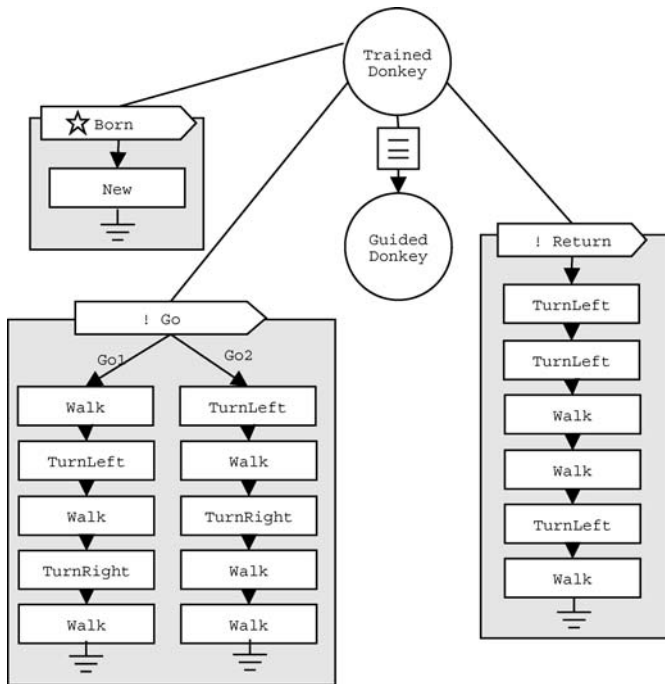 Trained
Donkey
Born
New
Guided
Donkey
! Return
TurnLeft
TurnLeft
Walk
Walk
TurnLeft
Walk
! Go
Go1
Go2
Walk
TurnLeft
Walk
TurnRight
Walk
TurnLeft
Walk
TurnRight
Walk
Walk